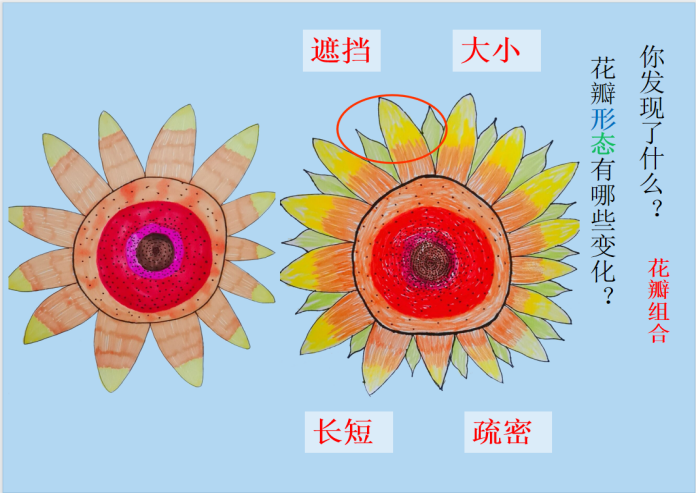 遮挡
大小
你发现了什么？
花瓣形态有哪些变化？
花瓣组合
长短
疏密